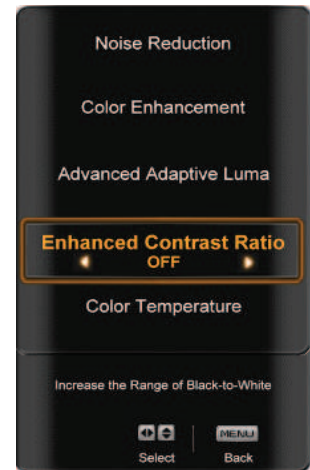 Noise Reduction
Color Enhancement
Advanced Adaptive Luma
Enhanced Contrast Ratio
OFF
Color Temperature
Increase the Range of Black-to-White
MENU
Select Back